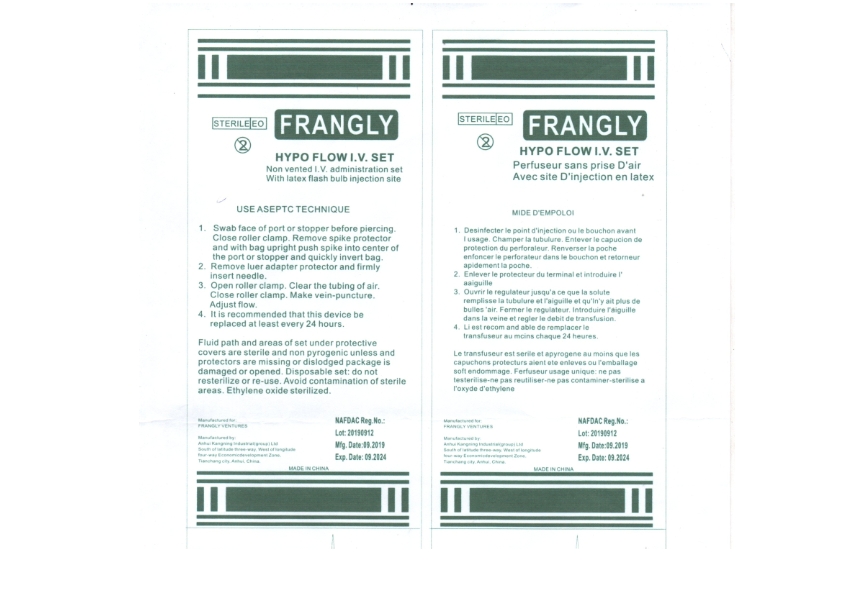 STERILE EO
FRANGLY
2
HYPO FLOW I.V. SET
Non vented I.V. administration set
With latex flash bulb injection site
USE ASEPTC TECHNIQUE
1. Swab face of port or stopper before piercing.
Close roller clamp. Remove spike protector
and with bag upright push spike into center of
the port or stopper and quickly invert bag.
2. Remove luer adapter protector and firmly
insert needle.
3. Open roller clamp. Clear the tubing of air.
Close roller clamp. Make vein-puncture.
Adjust flow.
4. It is recommended that this device be
replaced at least every 24 hours.
Fluid path and areas of set under protective
covers are sterile and non pyrogenic unless and
protectors are missing or dislodged package is
damaged or opened. Disposable set: do not
resterilize or re-use. Avoid contamination of sterile
areas. Ethylene oxide sterilized.
Manufactured for:
FRANGLY VENTURES
Manufactured by:
Anhui Kangning Industrial(group) Ltd
South of latitude three-way, West of longitude
four-way Economicdevelopment Zone,
Tianchang city, Anhui, China.
NAFDAC Reg.No.:
Lot: 20190912
Mfg. Date:09.2019
Exp. Date: 09.2024
MADE IN CHINA
STERILE EO
FRANGLY
2
HYPO FLOW I.V. SET
Perfuseur sans prise D'air
Avec site D'injection en latex
MIDE D'EMPOLOI
1. Desinfecter le point d'injection ou le bouchon avant
l usage. Champer la tubulure. Entever le capucion de
protection du perforaleur. Renverser la poche
enfoncer le perforateur dans le bouchon et retorneur
apidement la poche.
2. Enlever le protecteur du terminal et introduire l'
aaiguille
3. Ouvrir le regulateur jusqu'a ce que la solute
remplisse la tubulure et l'aiguille et qu'in'y ait plus de
bulles 'air. Fermer le regulateur. Introduire l'aiguille
dans la veine et regler le debit de transfusion.
4. Li est recom and able de remplacer le
transfuseur au moins chaque 24 heures.
Le transfuseur est serile et apyrogene au moins que les
capuchons protecturs aient ete enleves ou l'emballage
soft endommage. Ferfuseur usage unique: ne pas
lesterilise-ne pas reutiliser-ne pas contaminer-sterilise a
l'oxyde d'ethylene
Manufactured for:
FRANGLY VENTURES
Manufactured by:
Anhui Kangning Industrial(group) Ltd
South of latitude three-way, West of longitude
four-way Economicdevelopment Zone,
Tianchang city, Anhui, China.
NAFDAC Reg.No.:
Lot: 20190912
Mfg. Date:09.2019
Exp. Date: 09.2024
MADE IN CHINA